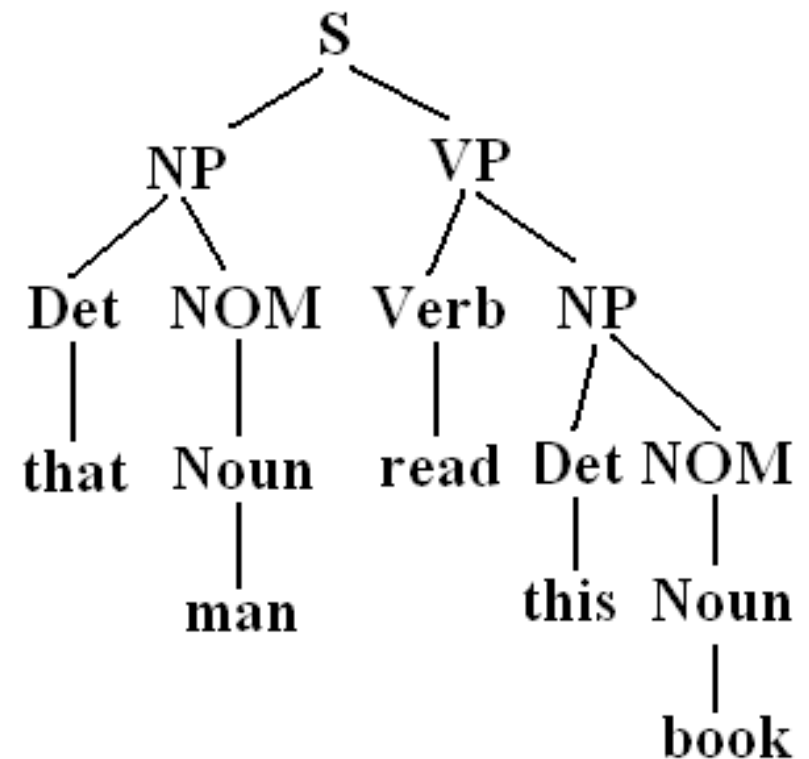 S
NP VP
Det NOM Verb NP
that Noun read Det NOM
man this Noun
book